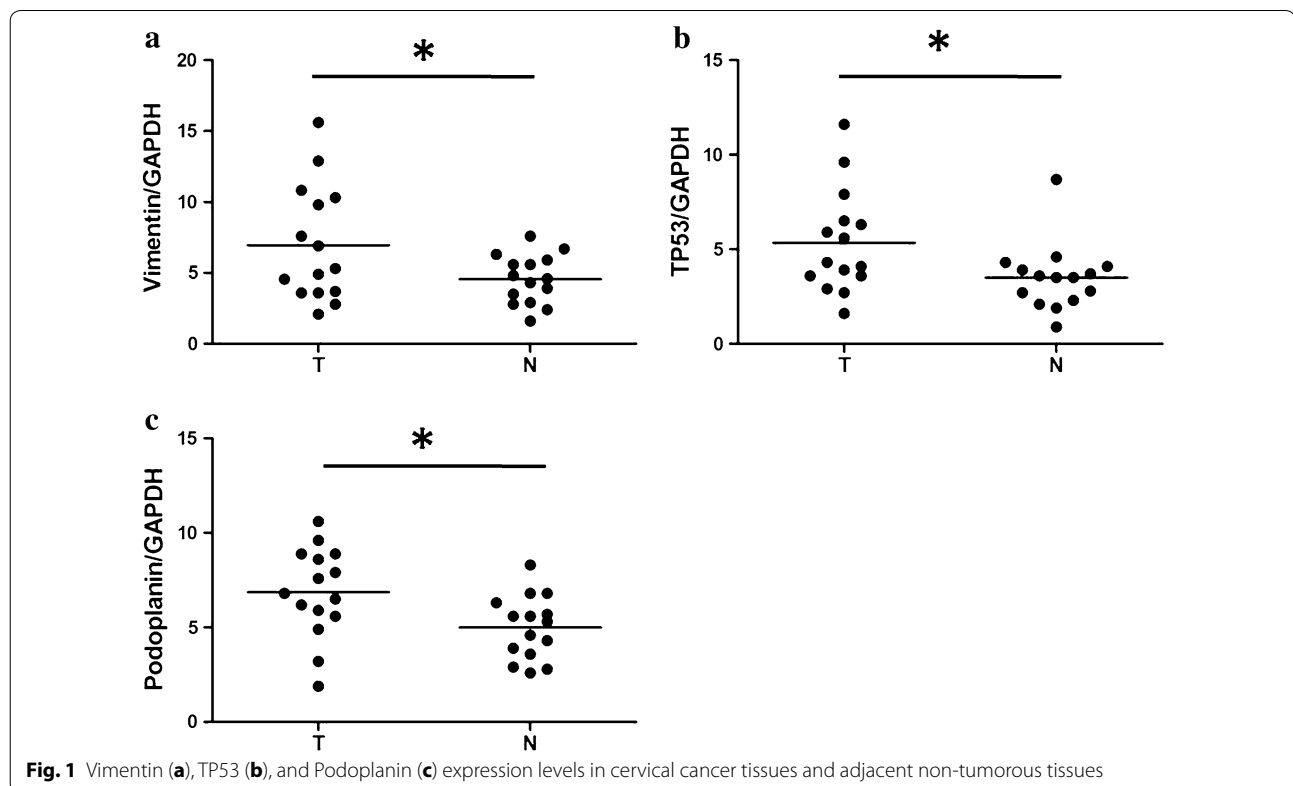 a
*
Vimentin/GAPDH
20
15
10
5
0
T
N
b
*
TP53/GAPDH
15
10
5
0
T
N
c
*
Podoplanin/GAPDH
15
10
5
0
T
N
Fig. 1 Vimentin (a), TP53 (b), and Podoplanin (c) expression levels in cervical cancer tissues and adjacent non-tumorous tissues